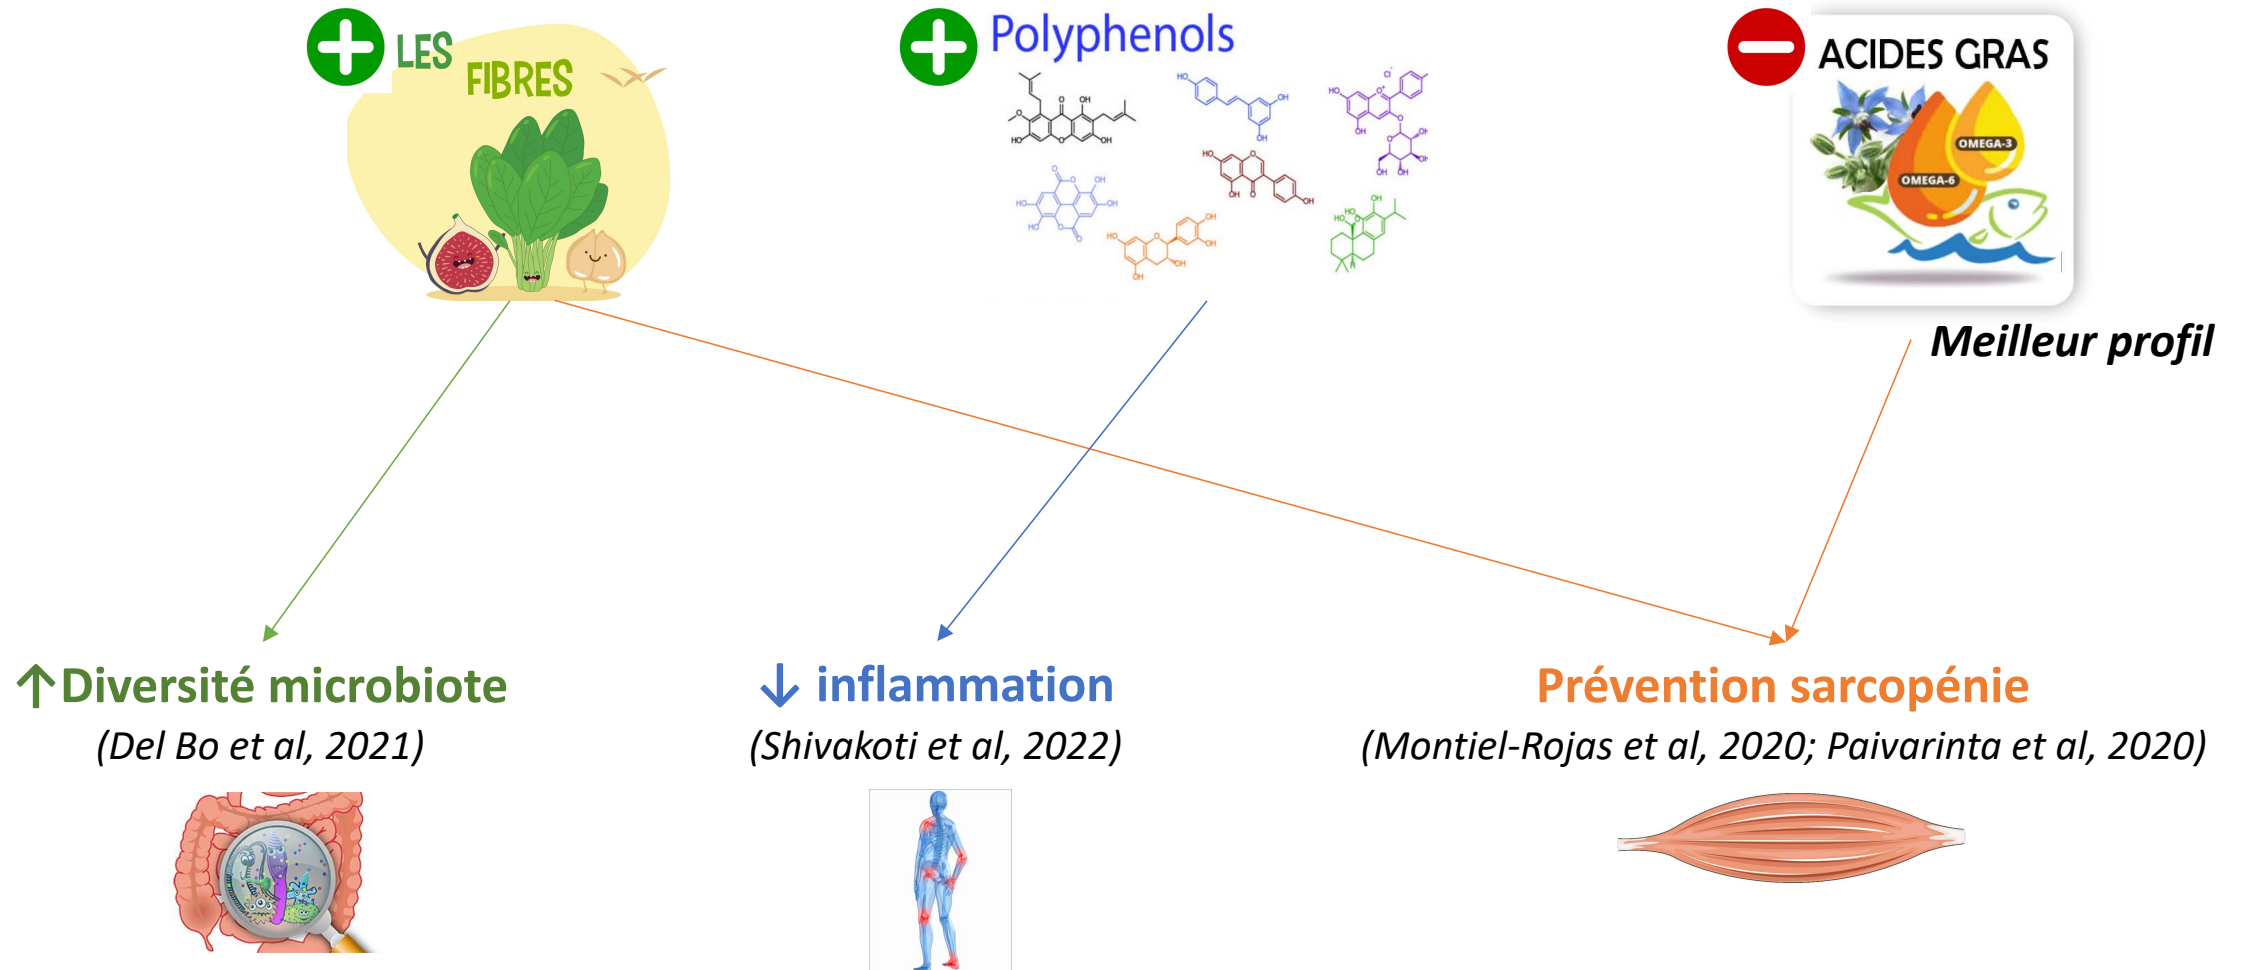 LES
FIBRES
Polyphenols
ACIDES GRAS
OMEGA-3
OMEGA-6
Meilleur profil
↑Diversité microbiote
(Del Bo et al, 2021)
↓ inflammation
(Shivakoti et al, 2022)
Prévention sarcopénie
(Montiel-Rojas et al, 2020; Paivarinta et al, 2020)